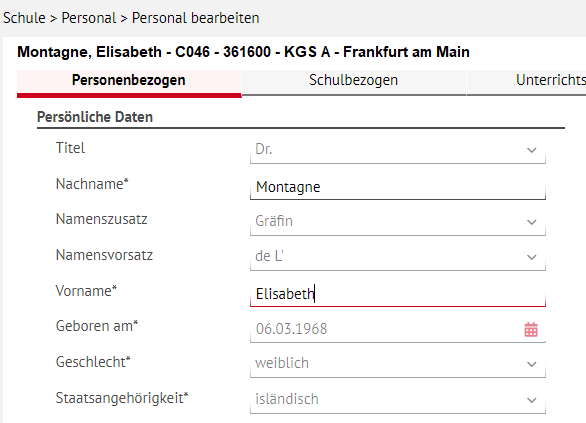 Schule > Personal > Personal bearbeiten
Montagne, Elisabeth - C046 - 361600 - KGS A - Frankfurt am Main
Personenbezogen Schulbezogen Unterrichts
Persönliche Daten
Titel Dr.
Nachname* Montagne
Namenszusatz Gräfin
Namensvorsatz de L'
Vorname* Elisabeth
Geboren am* 06.03.1968
Geschlecht* weiblich
Staatsangehörigkeit* isländisch